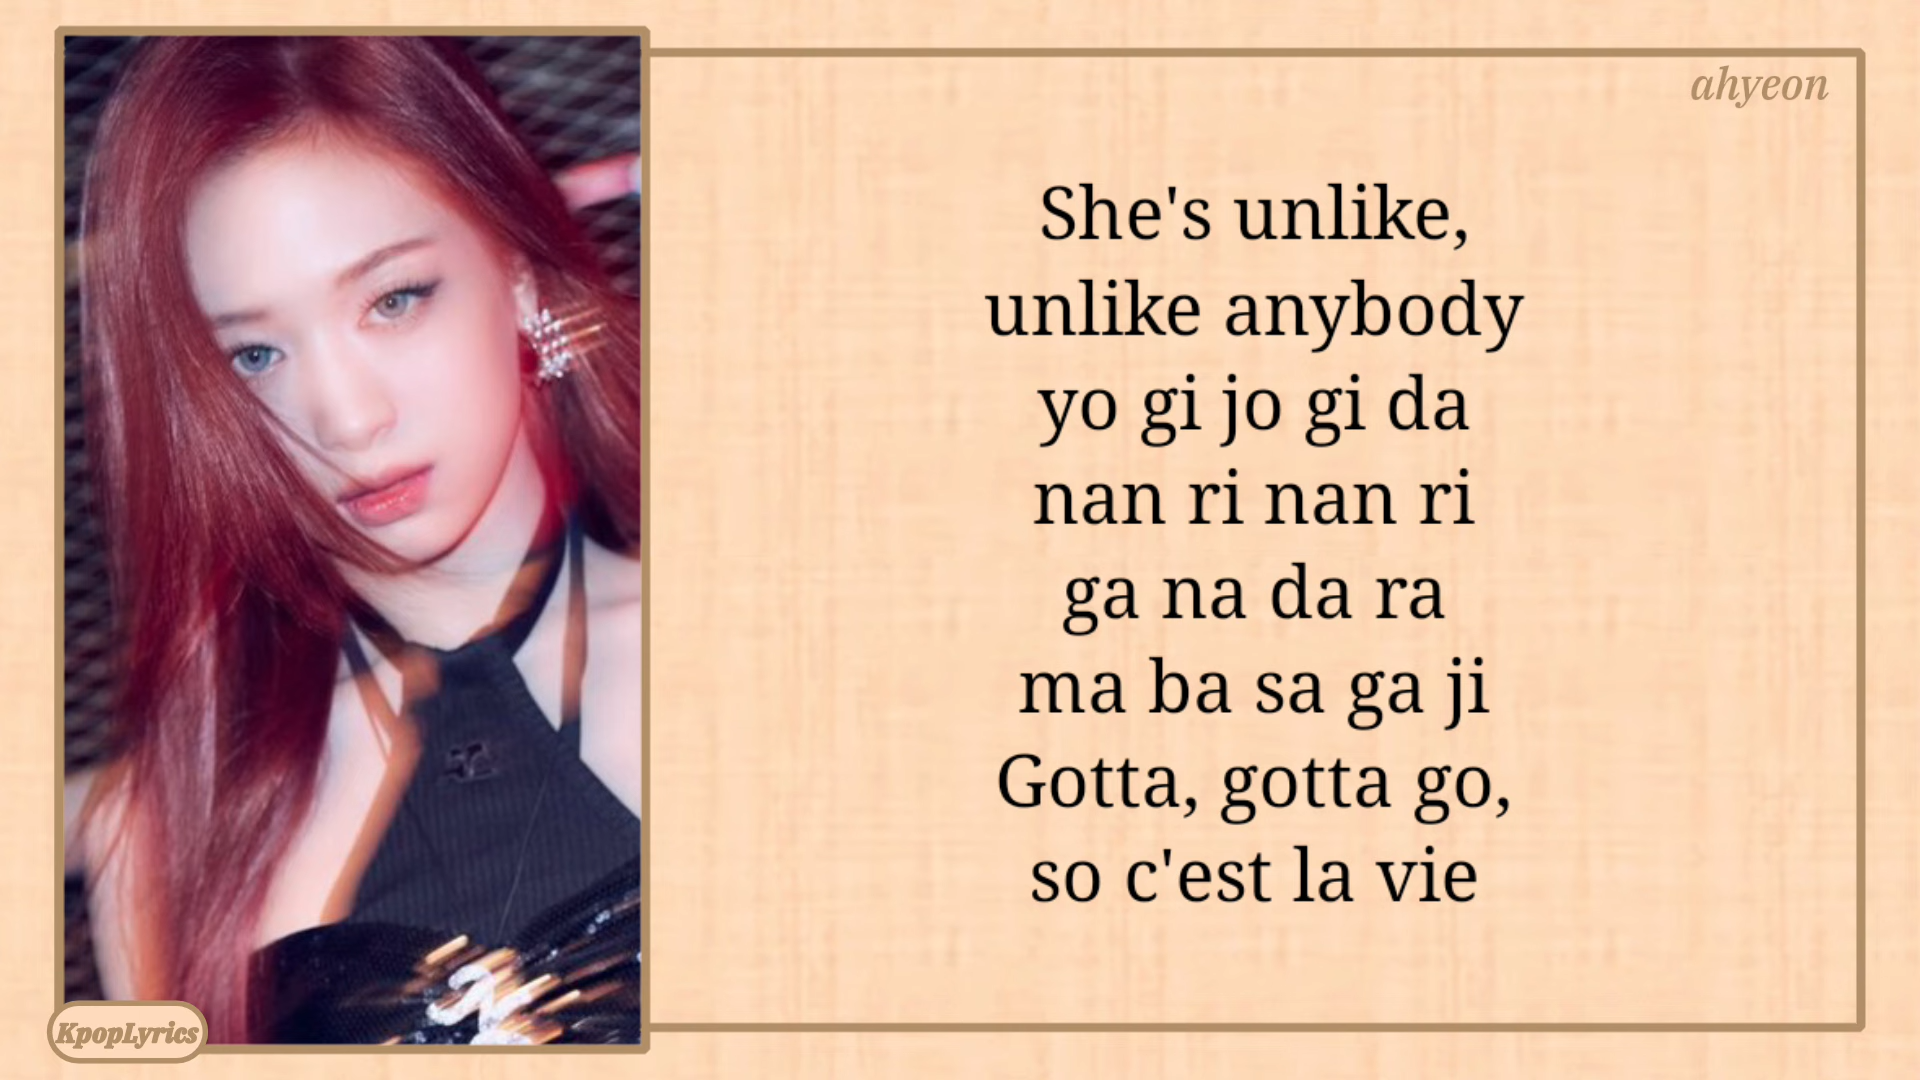 ahyeon
She's unlike,
unlike anybody
yo gi jo gi da
nan ri nan ri
ga na da ra
ma ba sa ga ji
Gotta, gotta go,
so c'est la vie
KpopLyrics